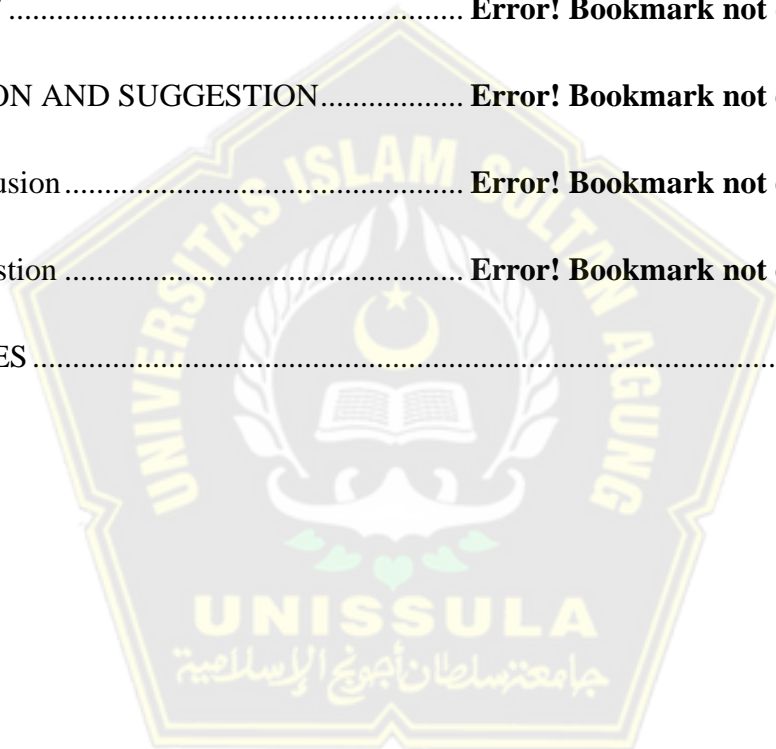 .................................................... Error! Bookmark not
ON AND SUGGESTION................. Error! Bookmark not
usion.............................................. Error! Bookmark not
stion .............................................. Error! Bookmark not
ES .....................................................................................
UNIVERSITAS ISLAM SULTAN AGUNG
UNISSULA
جامعة سلطان أجونج الإسلامية